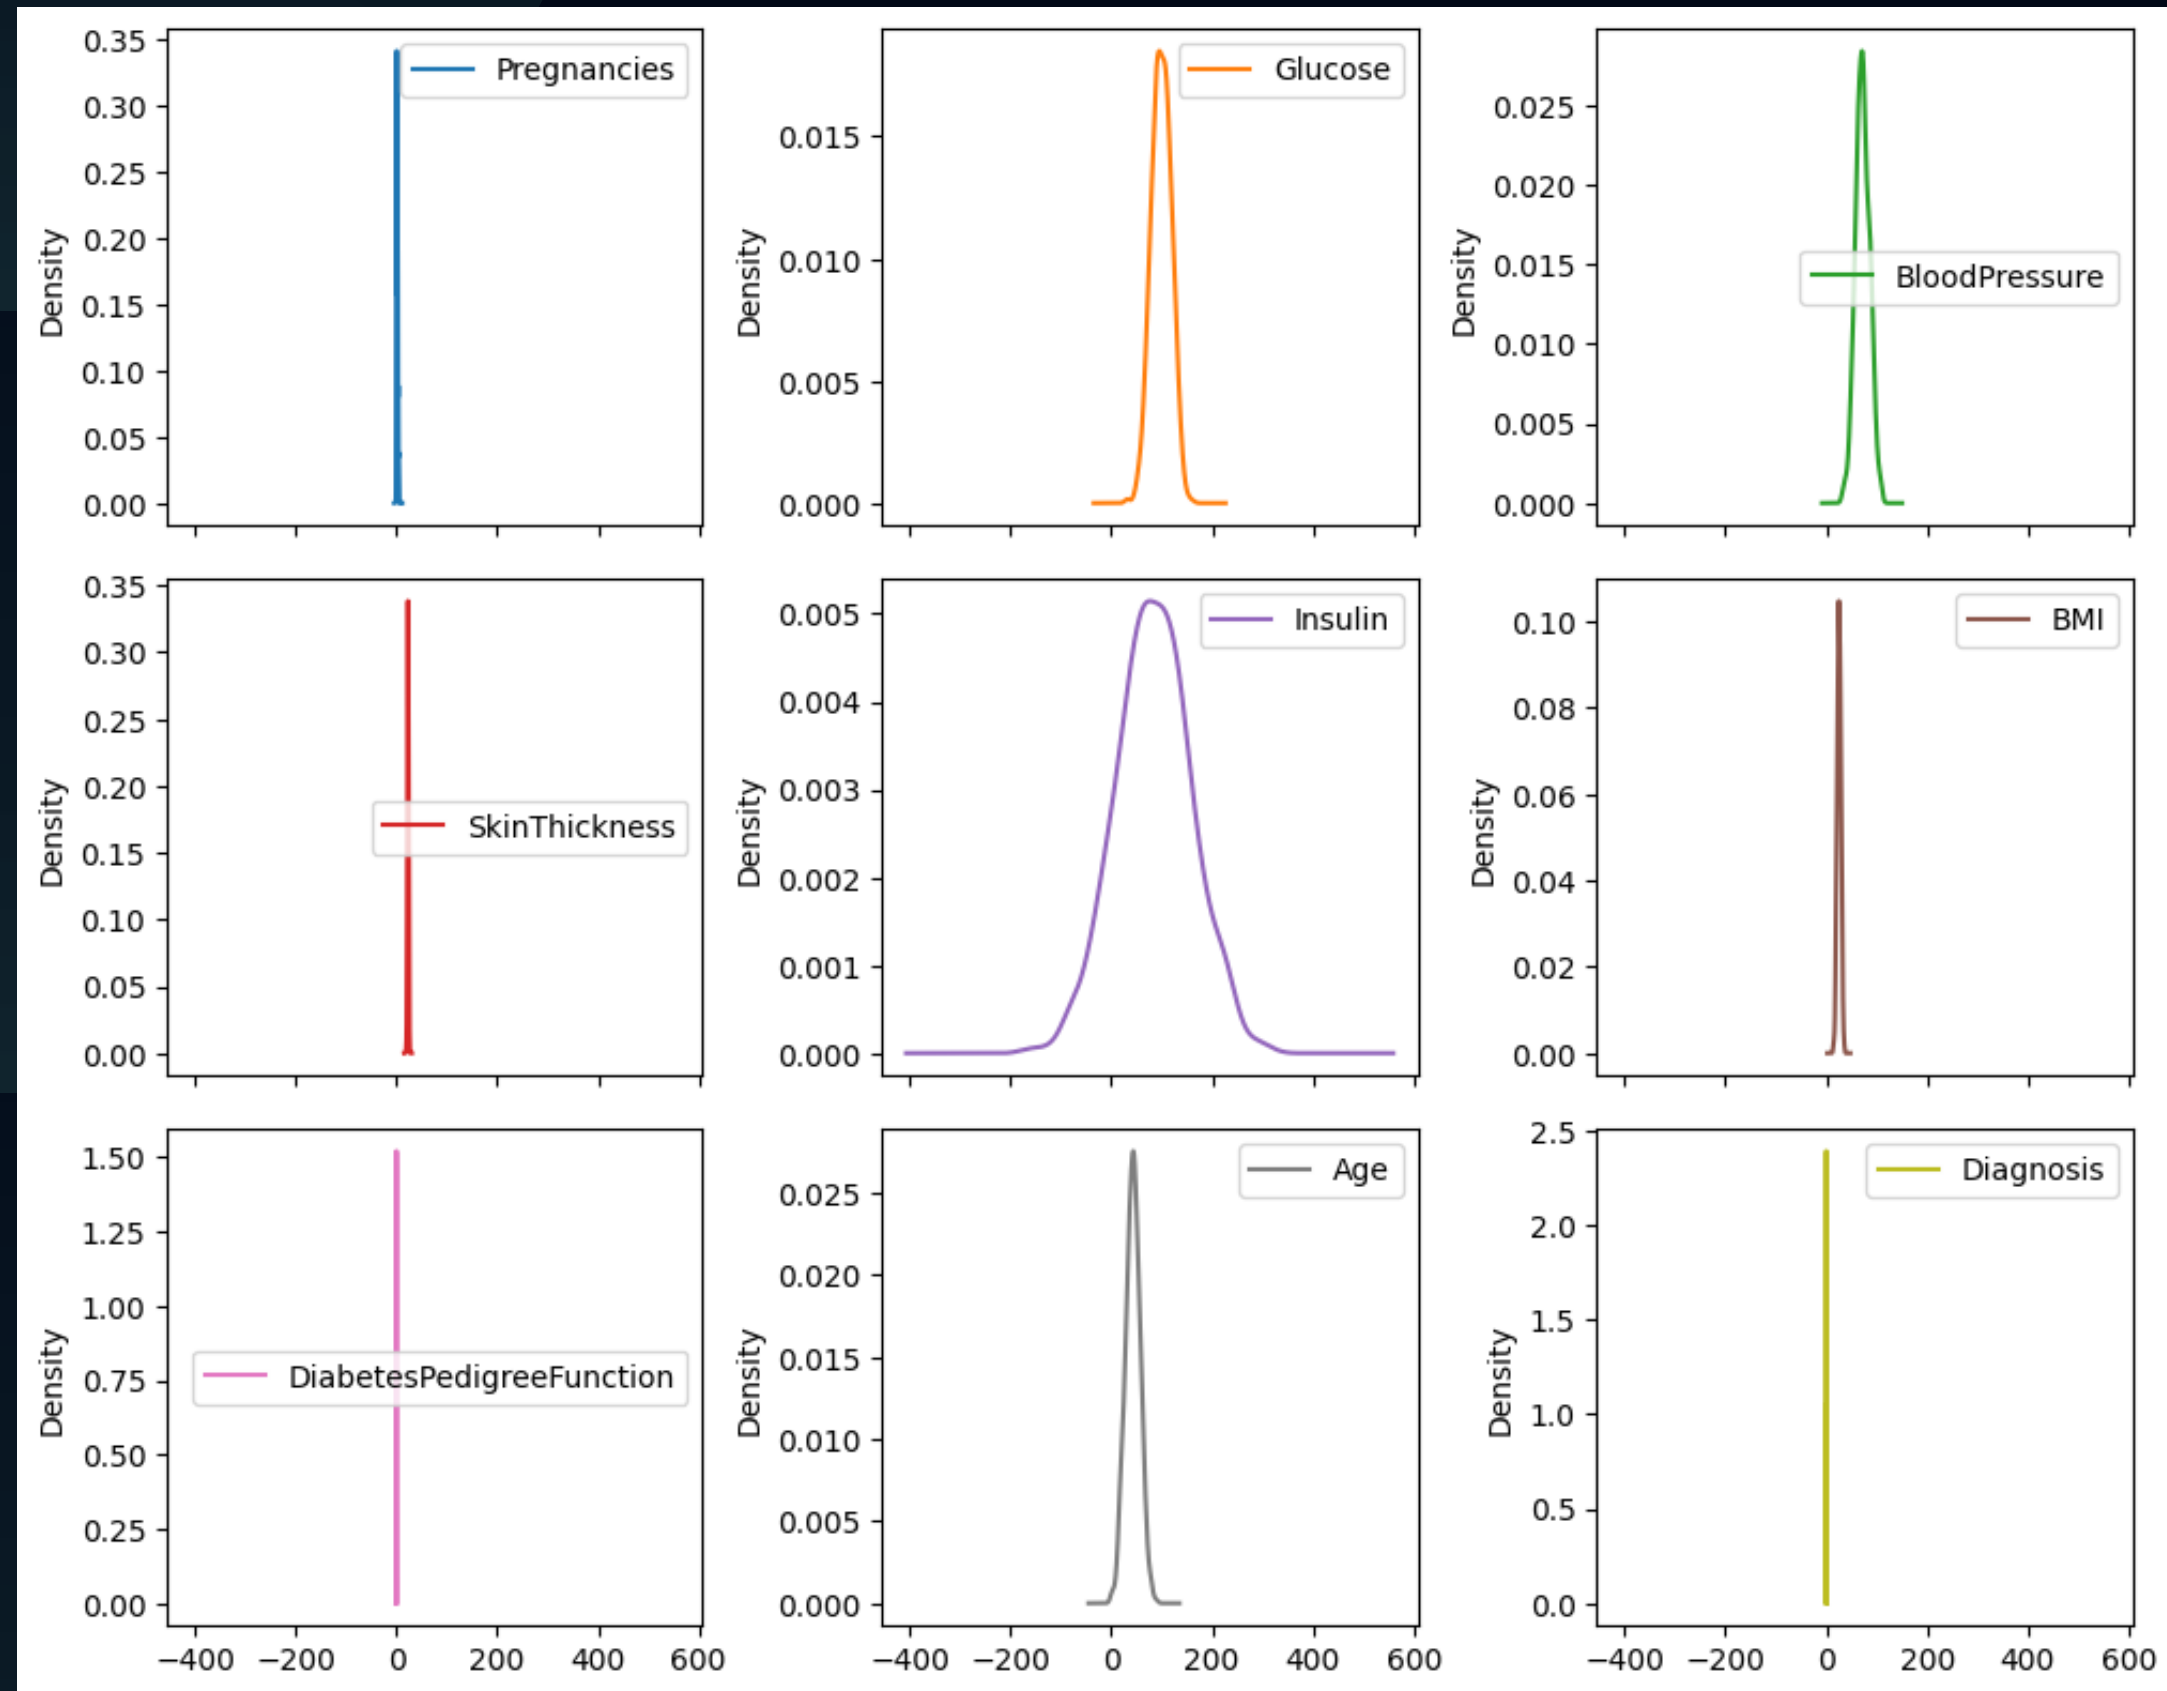 0.35
0.30
0.25
0.20
0.15
0.10
0.05
0.00
Density
Pregnancies
0.015
0.010
0.005
0.000
Density
Glucose
0.025
0.020
0.015
0.010
0.005
0.000
Density
BloodPressure
0.35
0.30
0.25
0.20
0.15
0.10
0.05
0.00
Density
SkinThickness
0.005
0.004
0.003
0.002
0.001
0.000
Density
Insulin
0.10
0.08
0.06
0.04
0.02
0.00
Density
BMI
1.50
1.25
1.00
0.75
0.50
0.25
0.00
Density
DiabetesPedigreeFunction
−400 −200 0 200 400 600
0.025
0.020
0.015
0.010
0.005
0.000
Density
Age
−400 −200 0 200 400 600
2.5
2.0
1.5
1.0
0.5
0.0
Density
Diagnosis
−400 −200 0 200 400 600